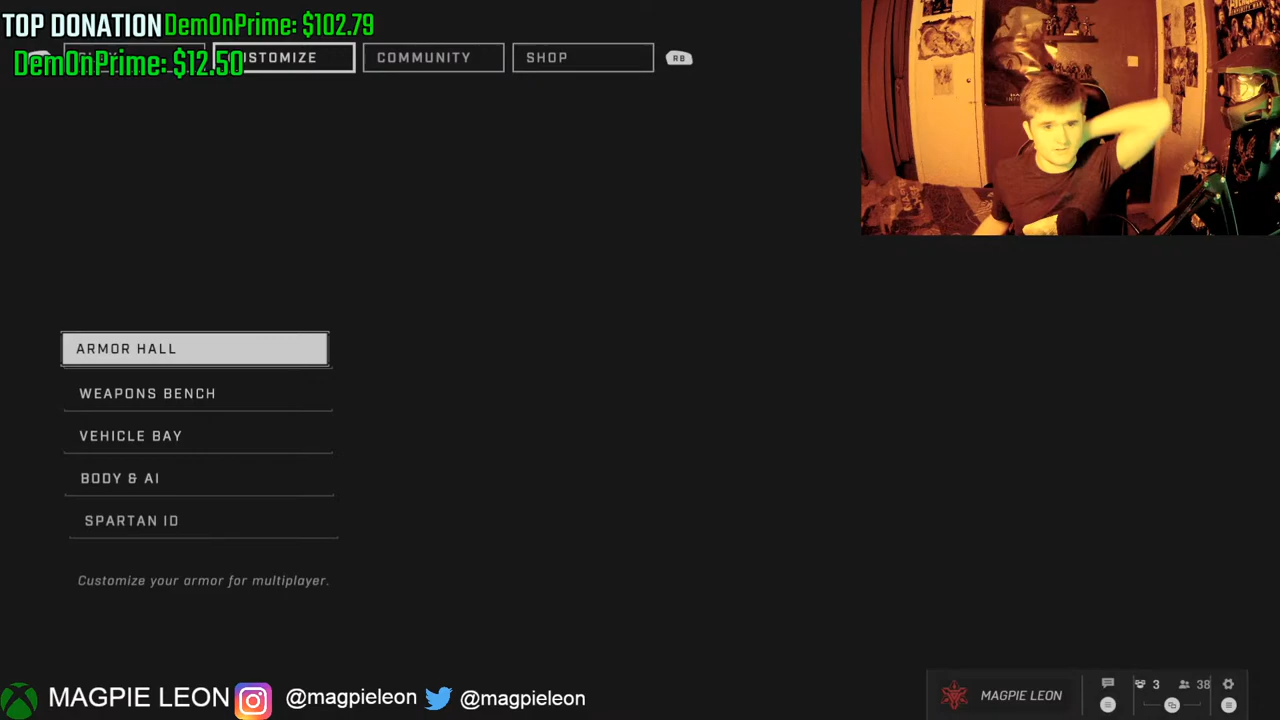 TOP DONATION DemOnPrime: $102.79
DemOnPrime: $12.50
USTOMIZE
COMMUNITY
SHOP
RB
ARMOR HALL
WEAPONS BENCH
VEHICLE BAY
BODY & AI
SPARTAN ID
Customize your armor for multiplayer.
MAGPIE LEON @magpieleon @magpieleon
MAGPIE LEON
3
38